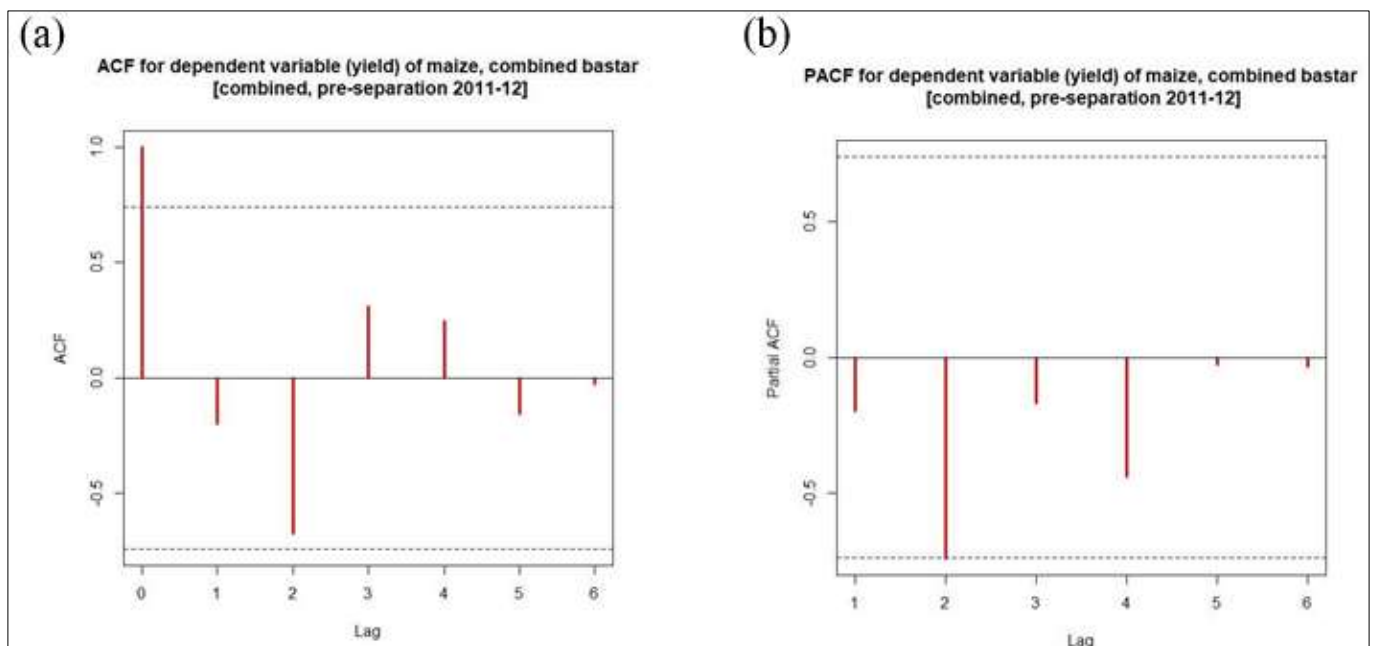 (a)
ACF for dependent variable (yield) of maize, combined bastar
[combined, pre-separation 2011-12]
1.0
0.5
0.0
-0.5
ACF
0 1 2 3 4 5 6
Lag
(b)
PACF for dependent variable (yield) of maize, combined bastar
[combined, pre-separation 2011-12]
0.5
0.0
-0.5
Partial ACF
1 2 3 4 5 6
Lag